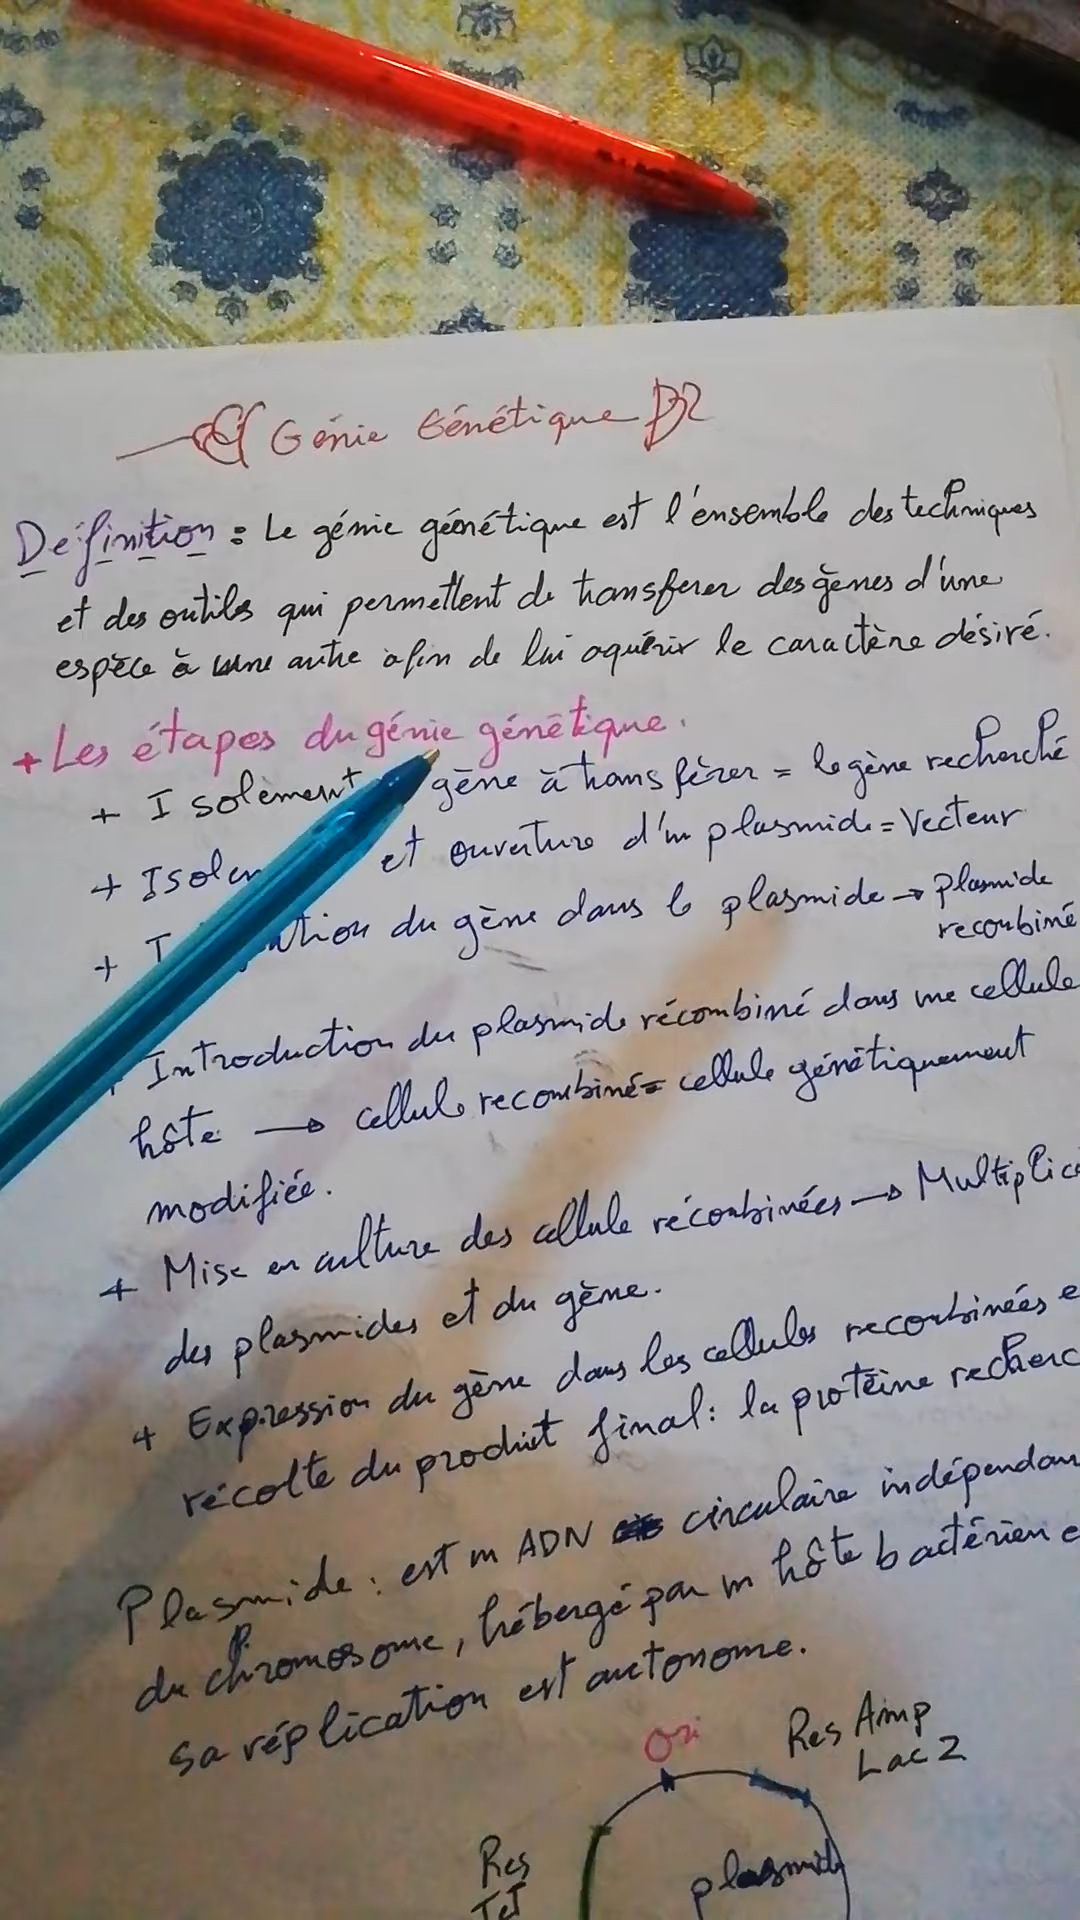 Génie Génétique
Définition : Le génie génétique est l'ensemble des techniques
et des outils qui permettent de transferer des gènes d'une
espèce à une autre afin de lui aquérir le caractère désiré.
+ Les étapes du génie génétique.
+ Isolement gène à transférer = le gène recherché
+ et ouverture d'un plasmide = Vecteur
+ du gène dans le plasmide → plasmide
recombiné
Introduction du plasmide récombiné dans une cellule
hôte → cellule recombiné = cellule génétiquement
modifiée.
+ Mise en culture des cellule récombinées →
des plasmides et du gène.
+ Expression du gène dans les cellules recombinées
récolte du produit final : la protéine
Plasmide : est un ADN circulaire
du chromosome, hébergé par un hôte bactérien
sa réplication est autonome.
Ori
Res Amp
Lac Z
Res
Tet
plasmide